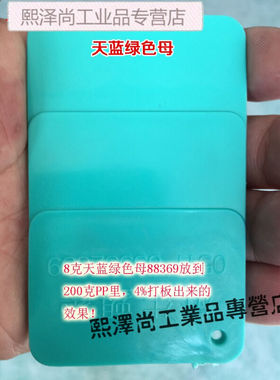 熙泽尚工业品专营店
天蓝绿色母
8克天蓝绿色母88369放到
200克PP里，4%打板出来的
效果！
熙澤尚工業品專營店